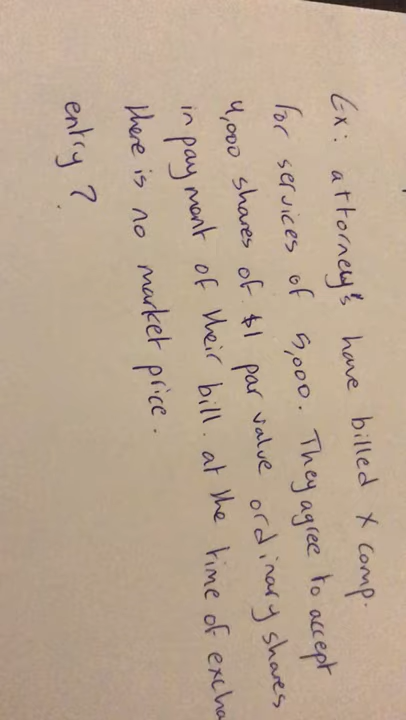 Ex: attorney's have billed X comp.
for services of 5,000. They agree to accept
4,000 shares of $1 par value ordinary shares
in payment of their bill. at the time of excha
there is no market price.
entry?